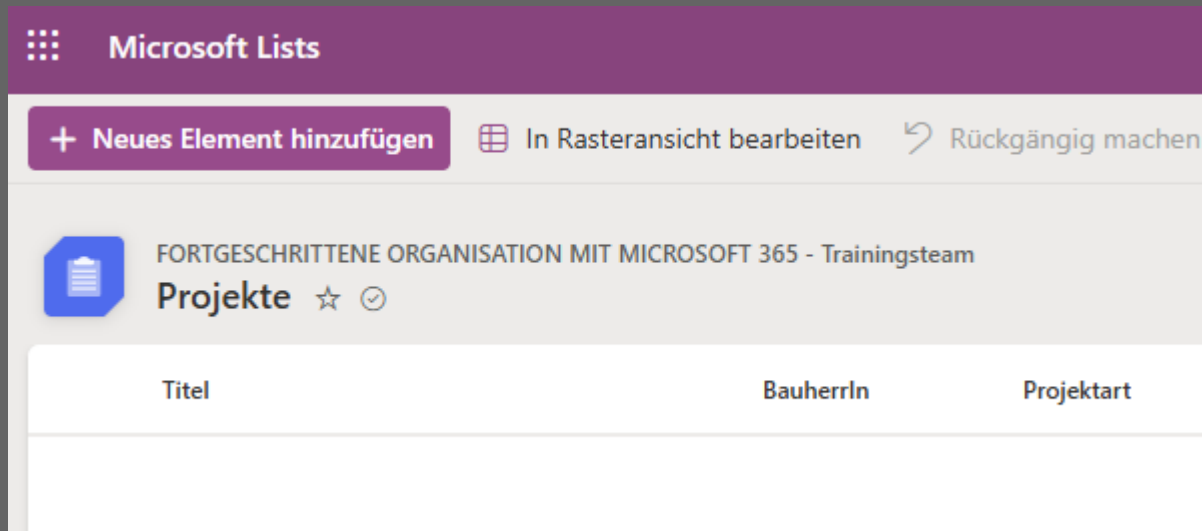 Microsoft Lists
Neues Element hinzufügen In Rasteransicht bearbeiten Rückgängig machen
FORTGESCHRITTENE ORGANISATION MIT MICROSOFT 365 - Trainingsteam
Projekte
Titel BauherrIn Projektart